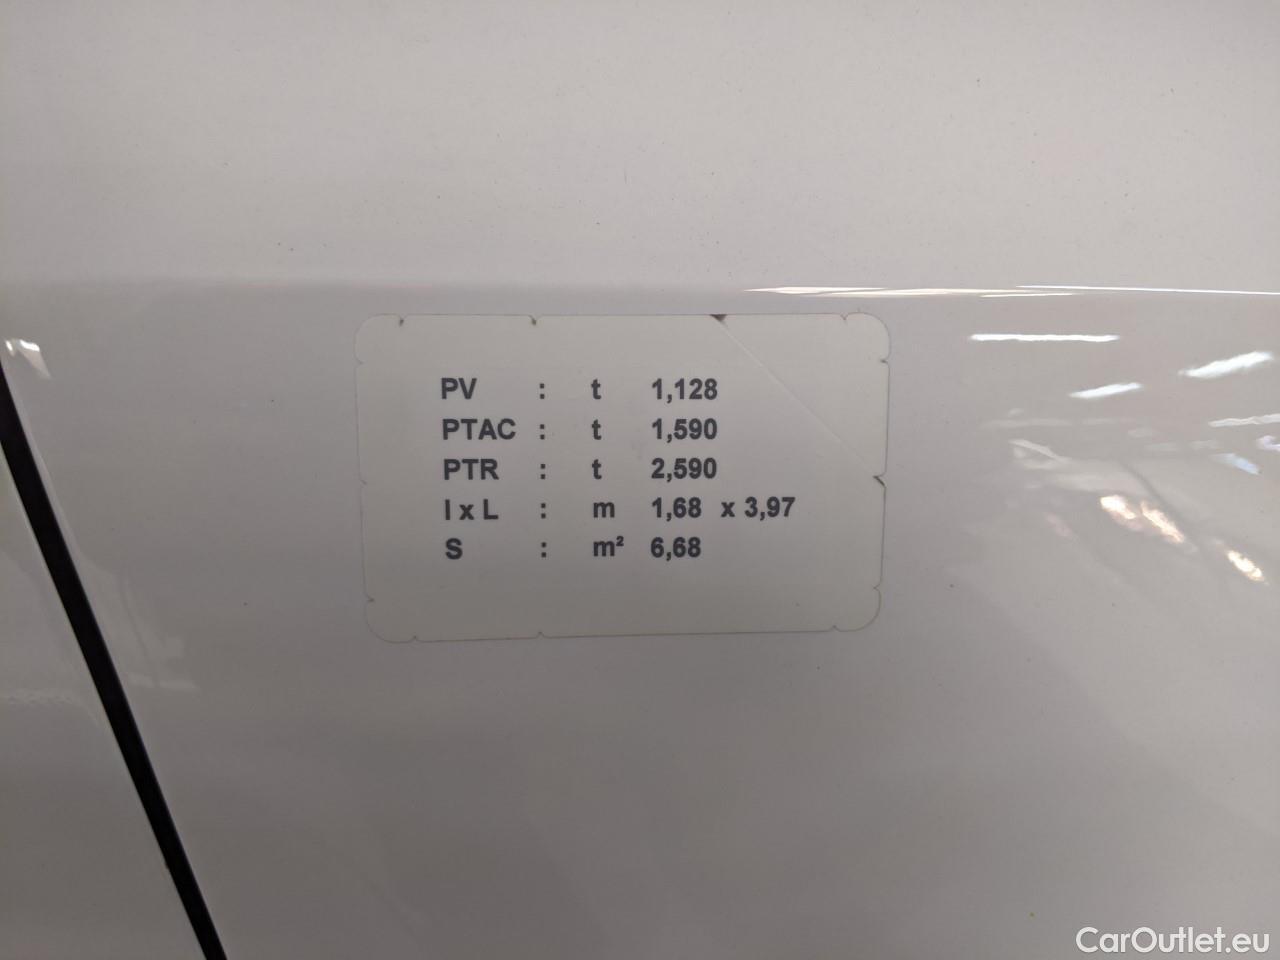 PV : t 1,128
PTAC : t 1,590
PTR : t 2,590
l x L : m 1,68 x 3,97
S : m² 6,68
CarOutlet.eu